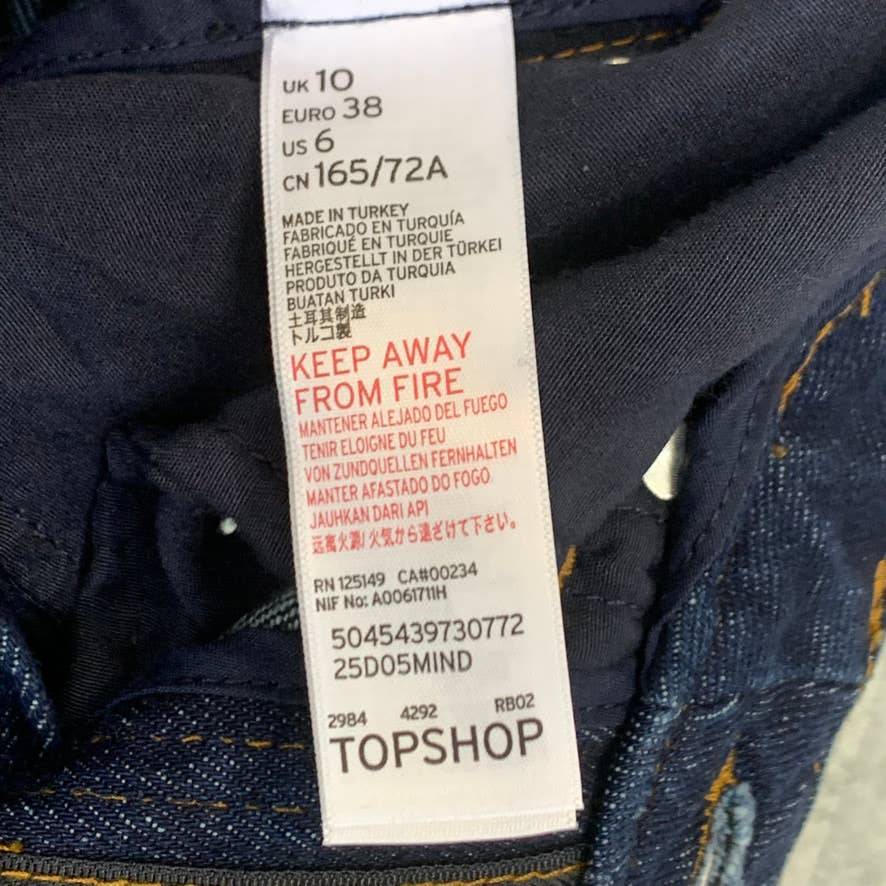 UK 10
EURO 38
US 6
CN 165/72A
MADE IN TURKEY
FABRICADO EN TURQUÍA
FABRIQUÉ EN TURQUIE
HERGESTELLT IN DER TÜRKEI
PRODUTO DA TURQUIA
BUATAN TURKI
土耳其制造
トルコ製
KEEP AWAY
FROM FIRE
MANTENER ALEJADO DEL FUEGO
TENIR ELOIGNE DU FEU
VON ZUNDQUELLEN FERNHALTEN
MANTER AFASTADO DO FOGO
JAUHKAN DARI API
远离火源/ 火気から遠ざけて下さい。
RN 125149 CA#00234
NIF No: A0061711H
5045439730772
25D05MIND
2984 4292 RB02
TOPSHOP